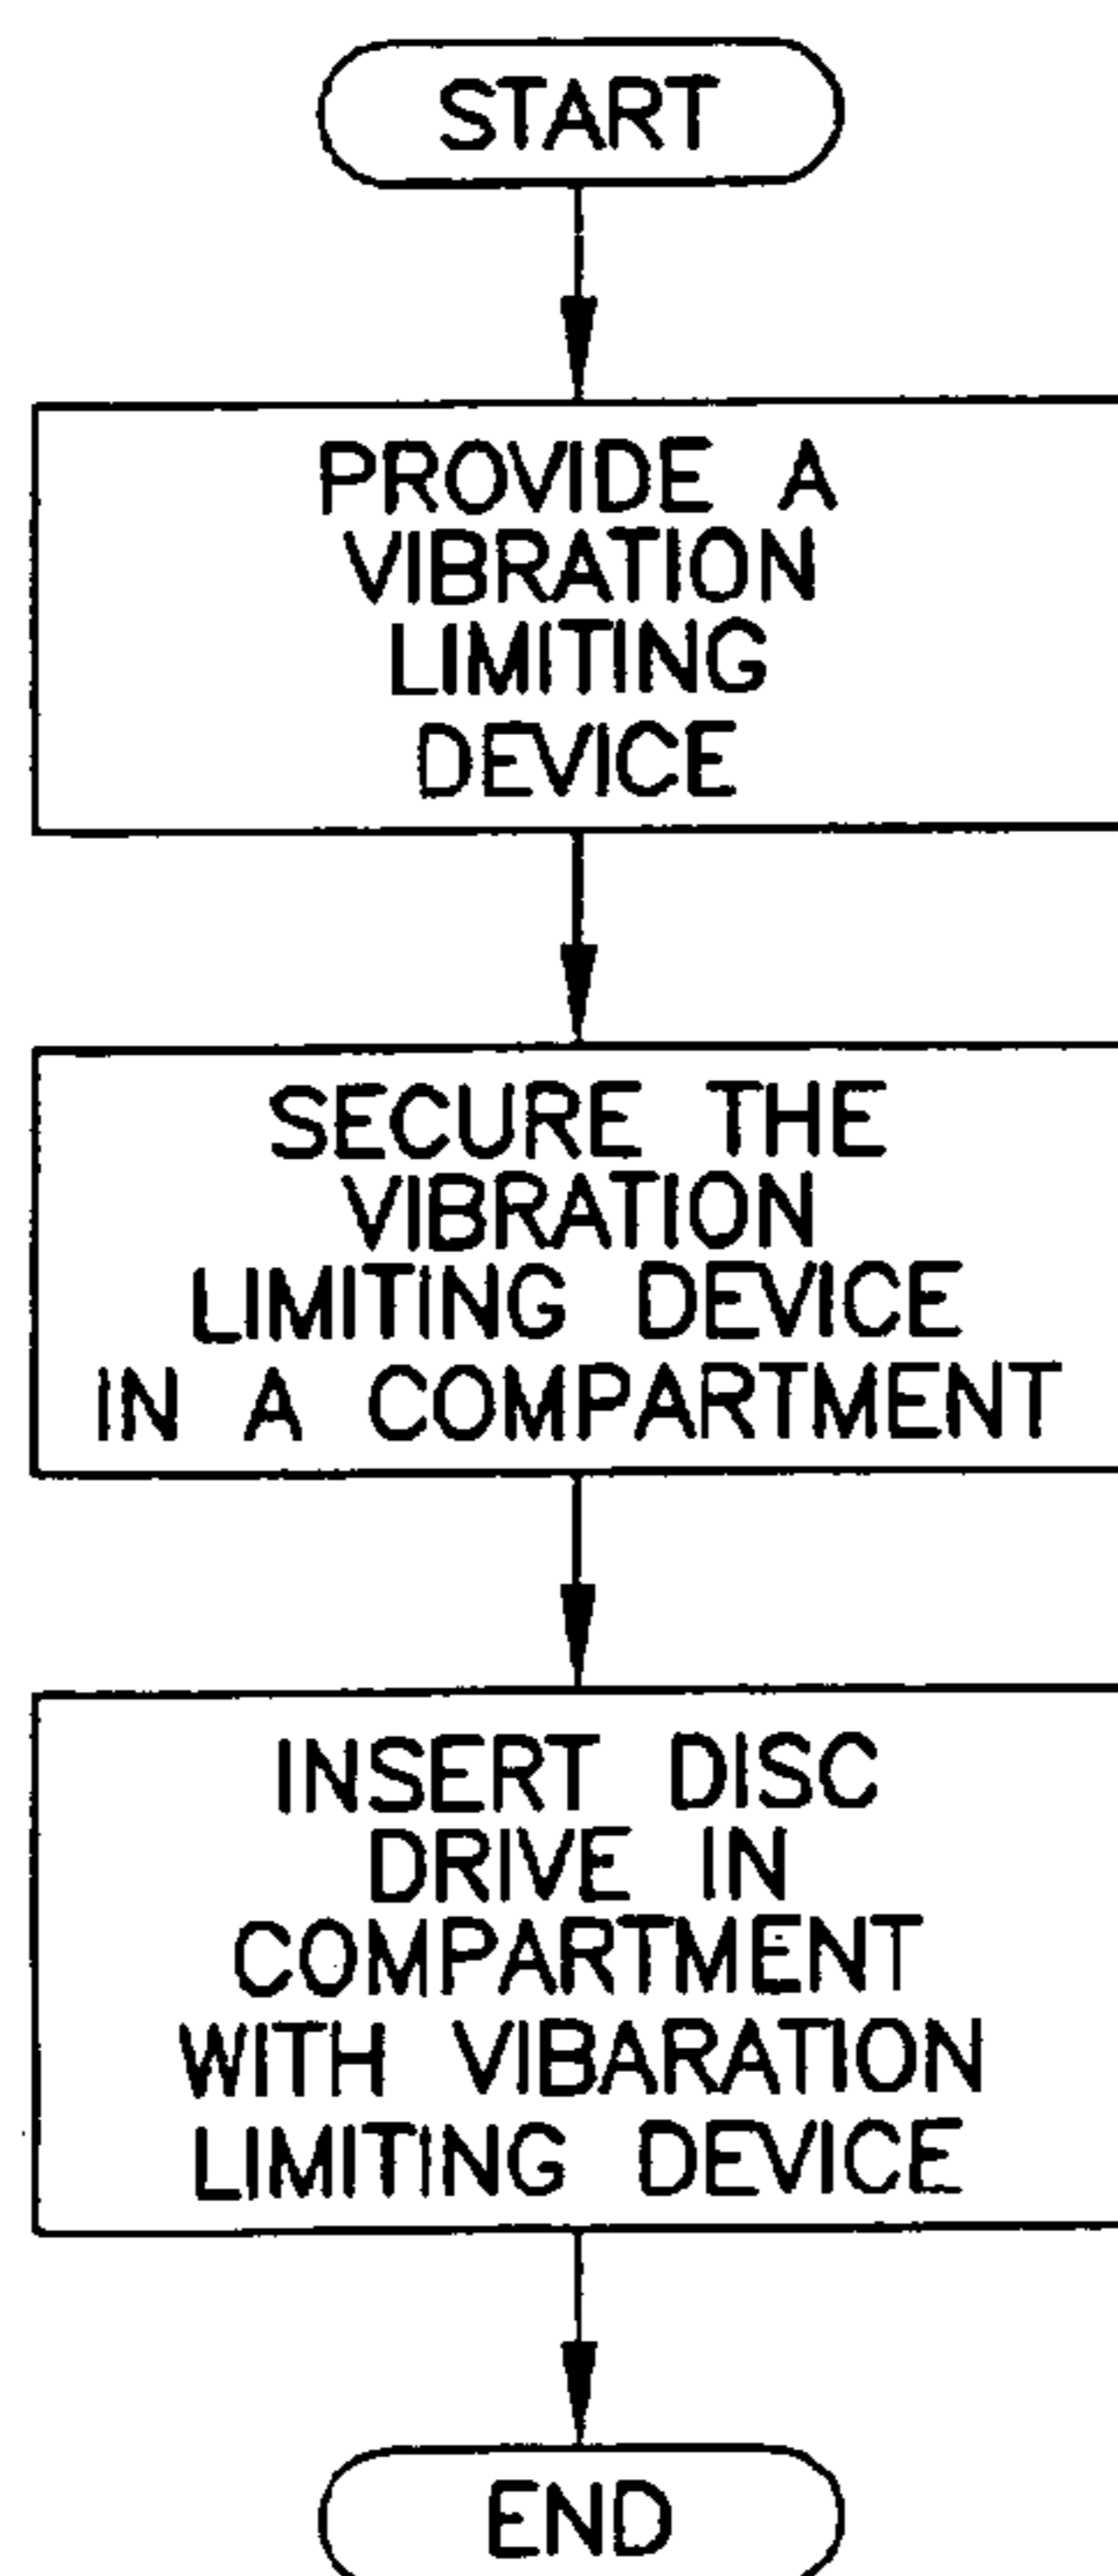 START
PROVIDE A
VIBRATION
LIMITING
DEVICE
SECURE THE
VIBRATION
LIMITING DEVICE
IN A COMPARTMENT
INSERT DISC
DRIVE IN
COMPARTMENT
WITH VIBARATION
LIMITING DEVICE
END